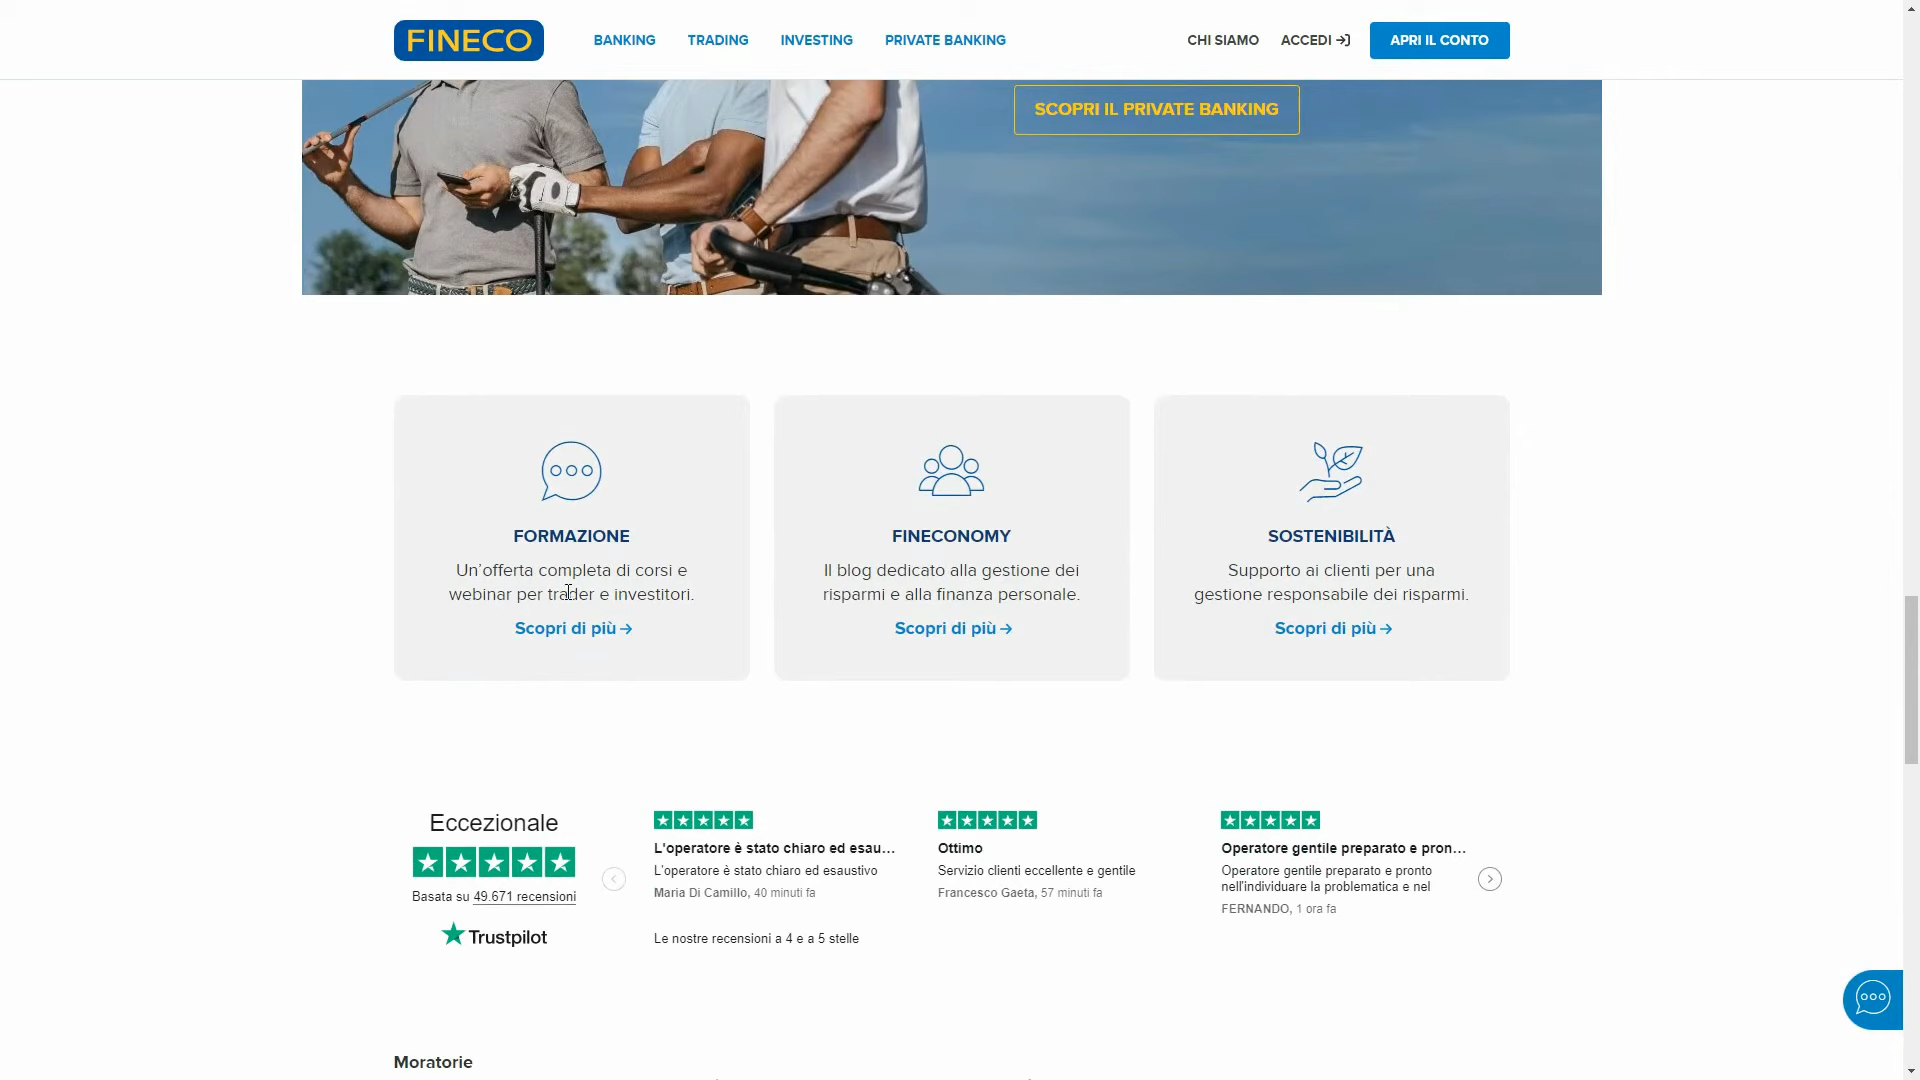 FINECO
BANKING
TRADING
INVESTING
PRIVATE BANKING
CHI SIAMO
ACCEDI
APRI IL CONTO
SCOPRI IL PRIVATE BANKING
FORMAZIONE
Un'offerta completa di corsi e
webinar per trader e investitori.
Scopri di più
FINECONOMY
Il blog dedicato alla gestione dei
risparmi e alla finanza personale.
Scopri di più
SOSTENIBILITÀ
Supporto ai clienti per una
gestione responsabile dei risparmi.
Scopri di più
Eccezionale
Basata su 49.671 recensioni
Trustpilot
L'operatore è stato chiaro ed esau...
L'operatore è stato chiaro ed esaustivo
Maria Di Camillo, 40 minuti fa
Ottimo
Servizio clienti eccellente e gentile
Francesco Gaeta, 57 minuti fa
Operatore gentile preparato e pron...
Operatore gentile preparato e pronto
nell'individuare la problematica e nel
FERNANDO, 1 ora fa
Le nostre recensioni a 4 e a 5 stelle
Moratorie